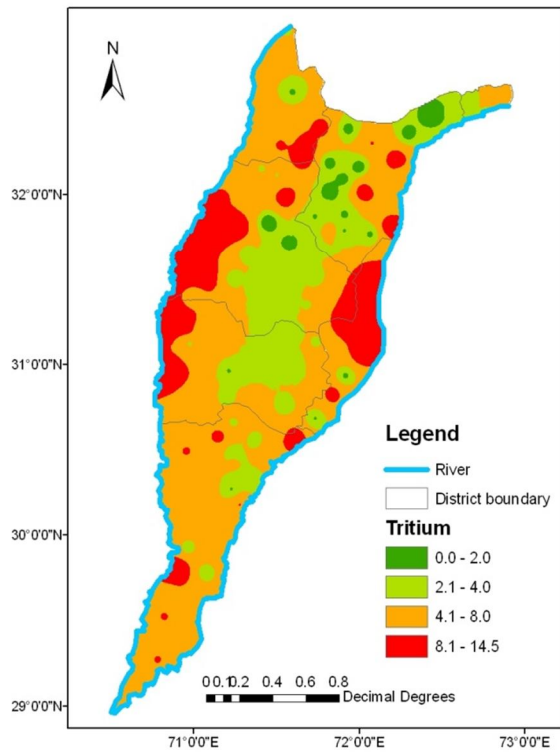 N
32°0'0"N
31°0'0"N
30°0'0"N
29°0'0"N
71°0'0"E
72°0'0"E
73°0'0"E
Legend
River
District boundary
Tritium
0.0 - 2.0
2.1 - 4.0
4.1 - 8.0
8.1 - 14.5
0 0.1 0.2 0.4 0.6 0.8
Decimal Degrees